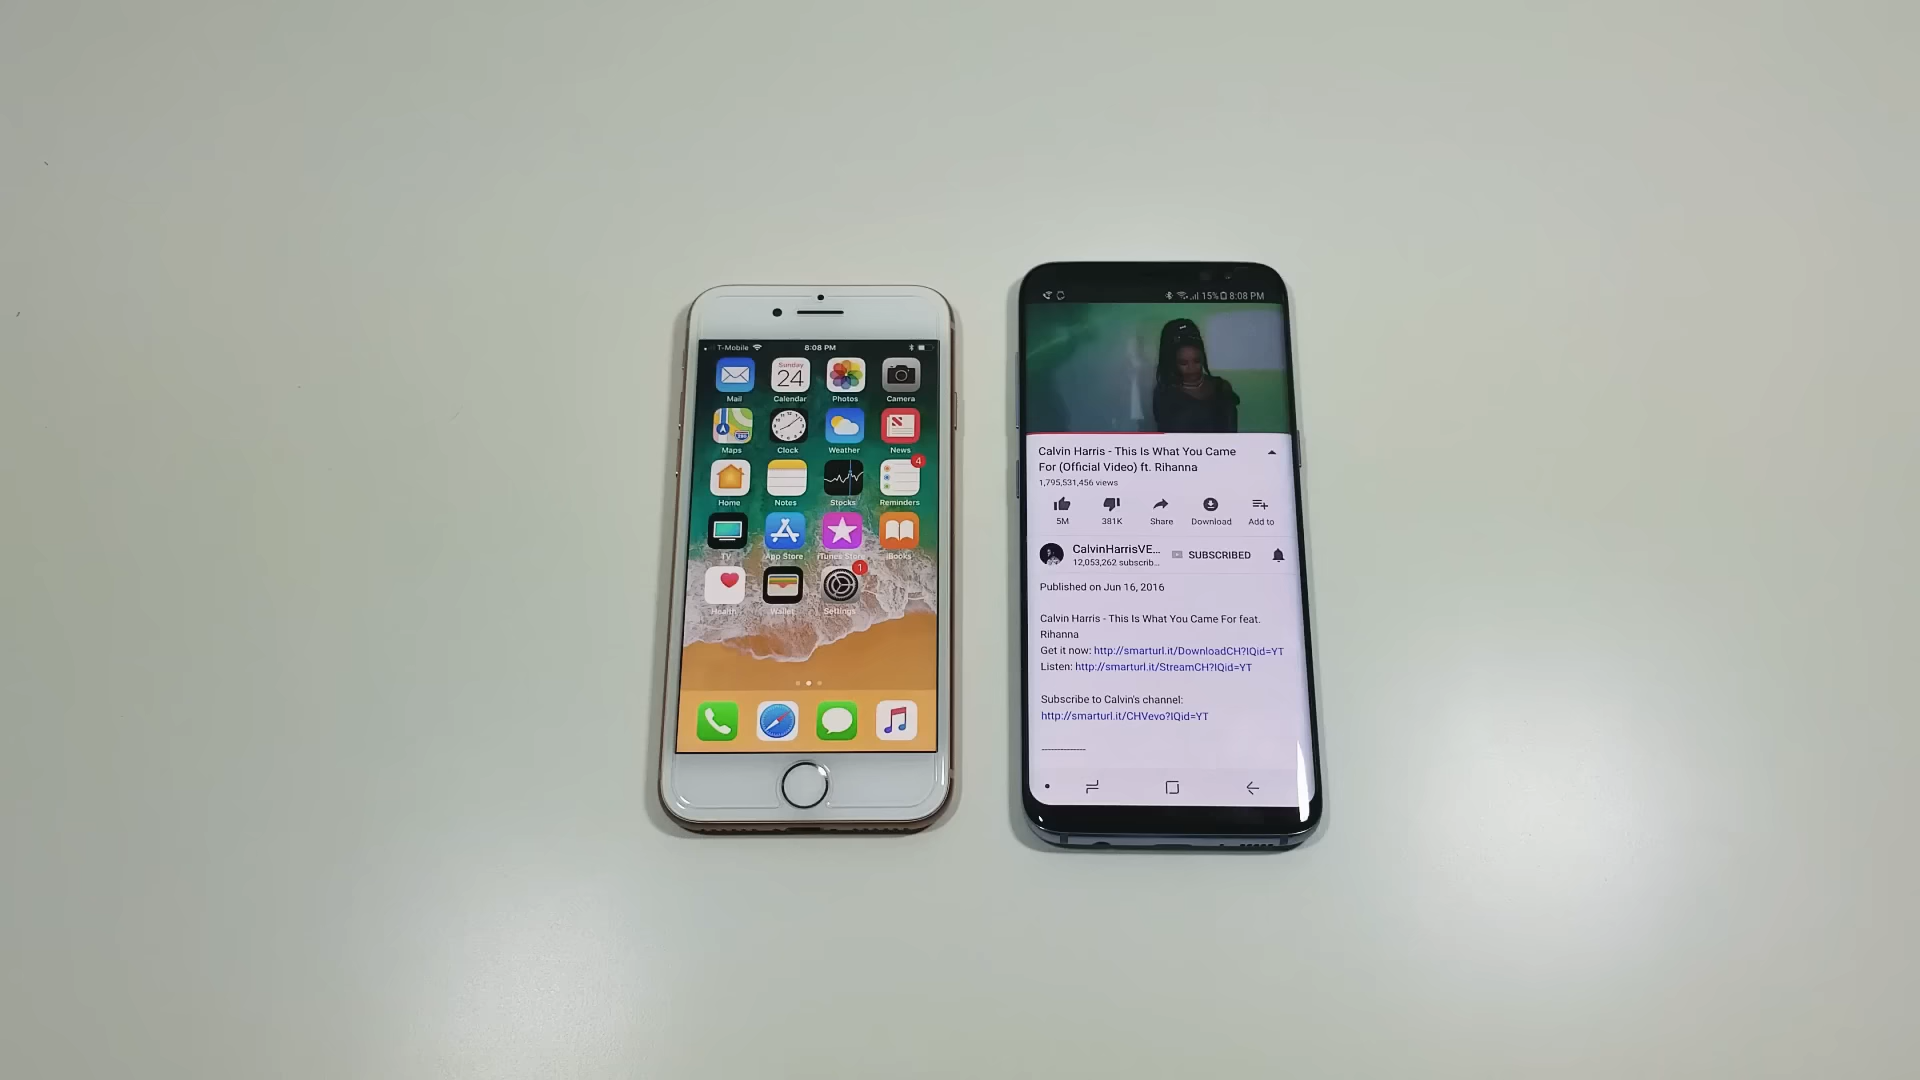 T-Mobile 8:08 PM
Sunday
24
Mail Calendar Photos Camera
Maps Clock Weather News
4
Home Notes Stocks Reminders
TV App Store iTunes Store iBooks
1
Health Wallet Settings
15% 8:08 PM
Calvin Harris - This Is What You Came
For (Official Video) ft. Rihanna
1,795,531,456 views
5M 381K Share Download Add to
CalvinHarrisVE... SUBSCRIBED
12,053,262 subscrib...
Published on Jun 16, 2016
Calvin Harris - This Is What You Came For feat.
Rihanna
Get it now: http://smarturl.it/DownloadCH?IQid=YT
Listen: http://smarturl.it/StreamCH?IQid=YT
Subscribe to Calvin's channel:
http://smarturl.it/CHVevo?IQid=YT
--------------